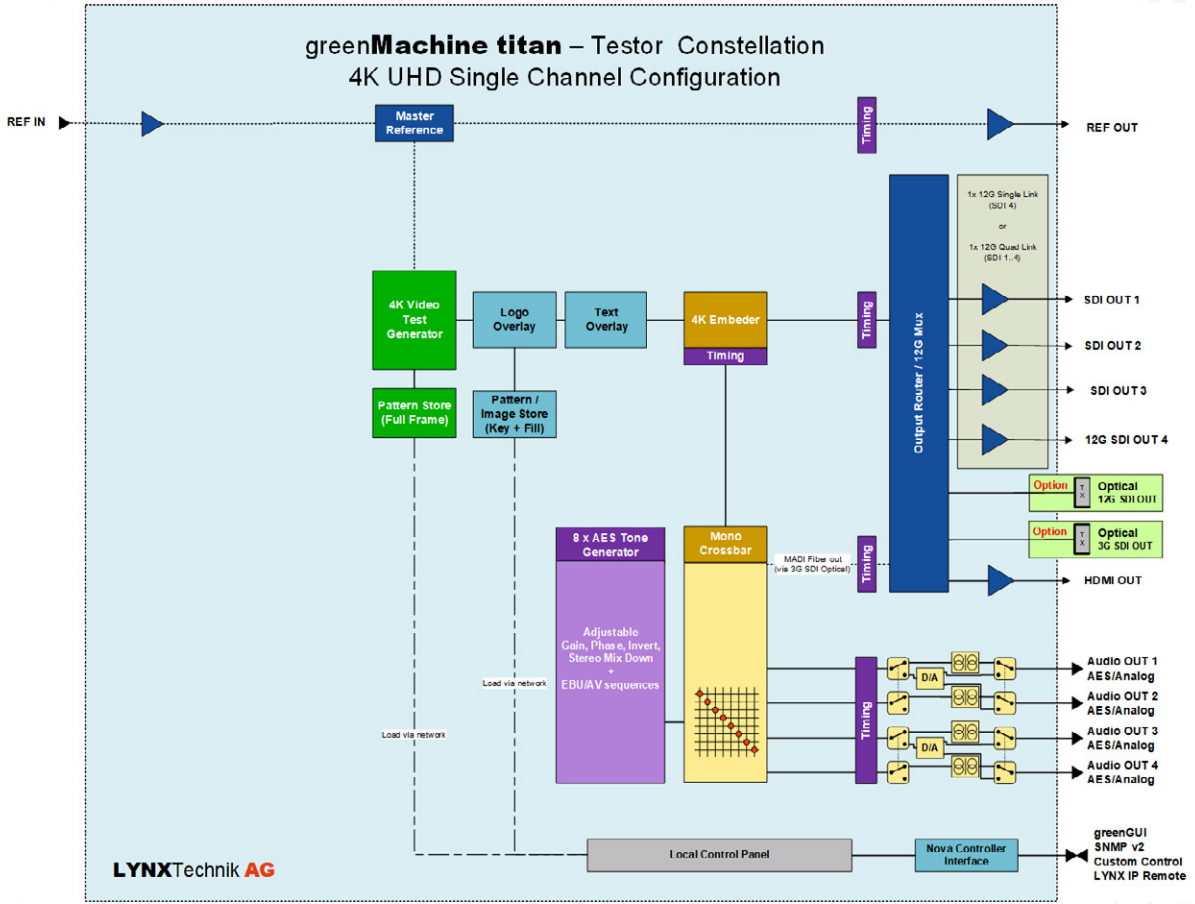 greenMachine titan – Testor Constellation
4K UHD Single Channel Configuration
REF IN
Master
Reference
Timing
REF OUT
1x 12G Single Link
(SDI 4)
or
1x 12G Quad Link
(SDI 1..4)
4K Video
Test
Generator
Logo
Overlay
Text
Overlay
4K Embeder
Timing
Timing
Output Router / 12G Mux
SDI OUT 1
SDI OUT 2
SDI OUT 3
12G SDI OUT 4
Pattern Store
(Full Frame)
Pattern /
Image Store
(Key + Fill)
Option
TX
Optical
12G SDI OUT
Option
TX
Optical
3G SDI OUT
HDMI OUT
8 x AES Tone
Generator
Mono
Crossbar
MADI Fiber out
(via 3G SDI Optical)
Timing
Adjustable
Gain, Phase, Invert,
Stereo Mix Down
+
EBU/AV sequences
Load via network
Load via network
Timing
D/A
D/A
Audio OUT 1
AES/Analog
Audio OUT 2
AES/Analog
Audio OUT 3
AES/Analog
Audio OUT 4
AES/Analog
Local Control Panel
Nova Controller
Interface
greenGUI
SNMP v2
Custom Control
LYNX IP Remote
LYNXTechnik AG